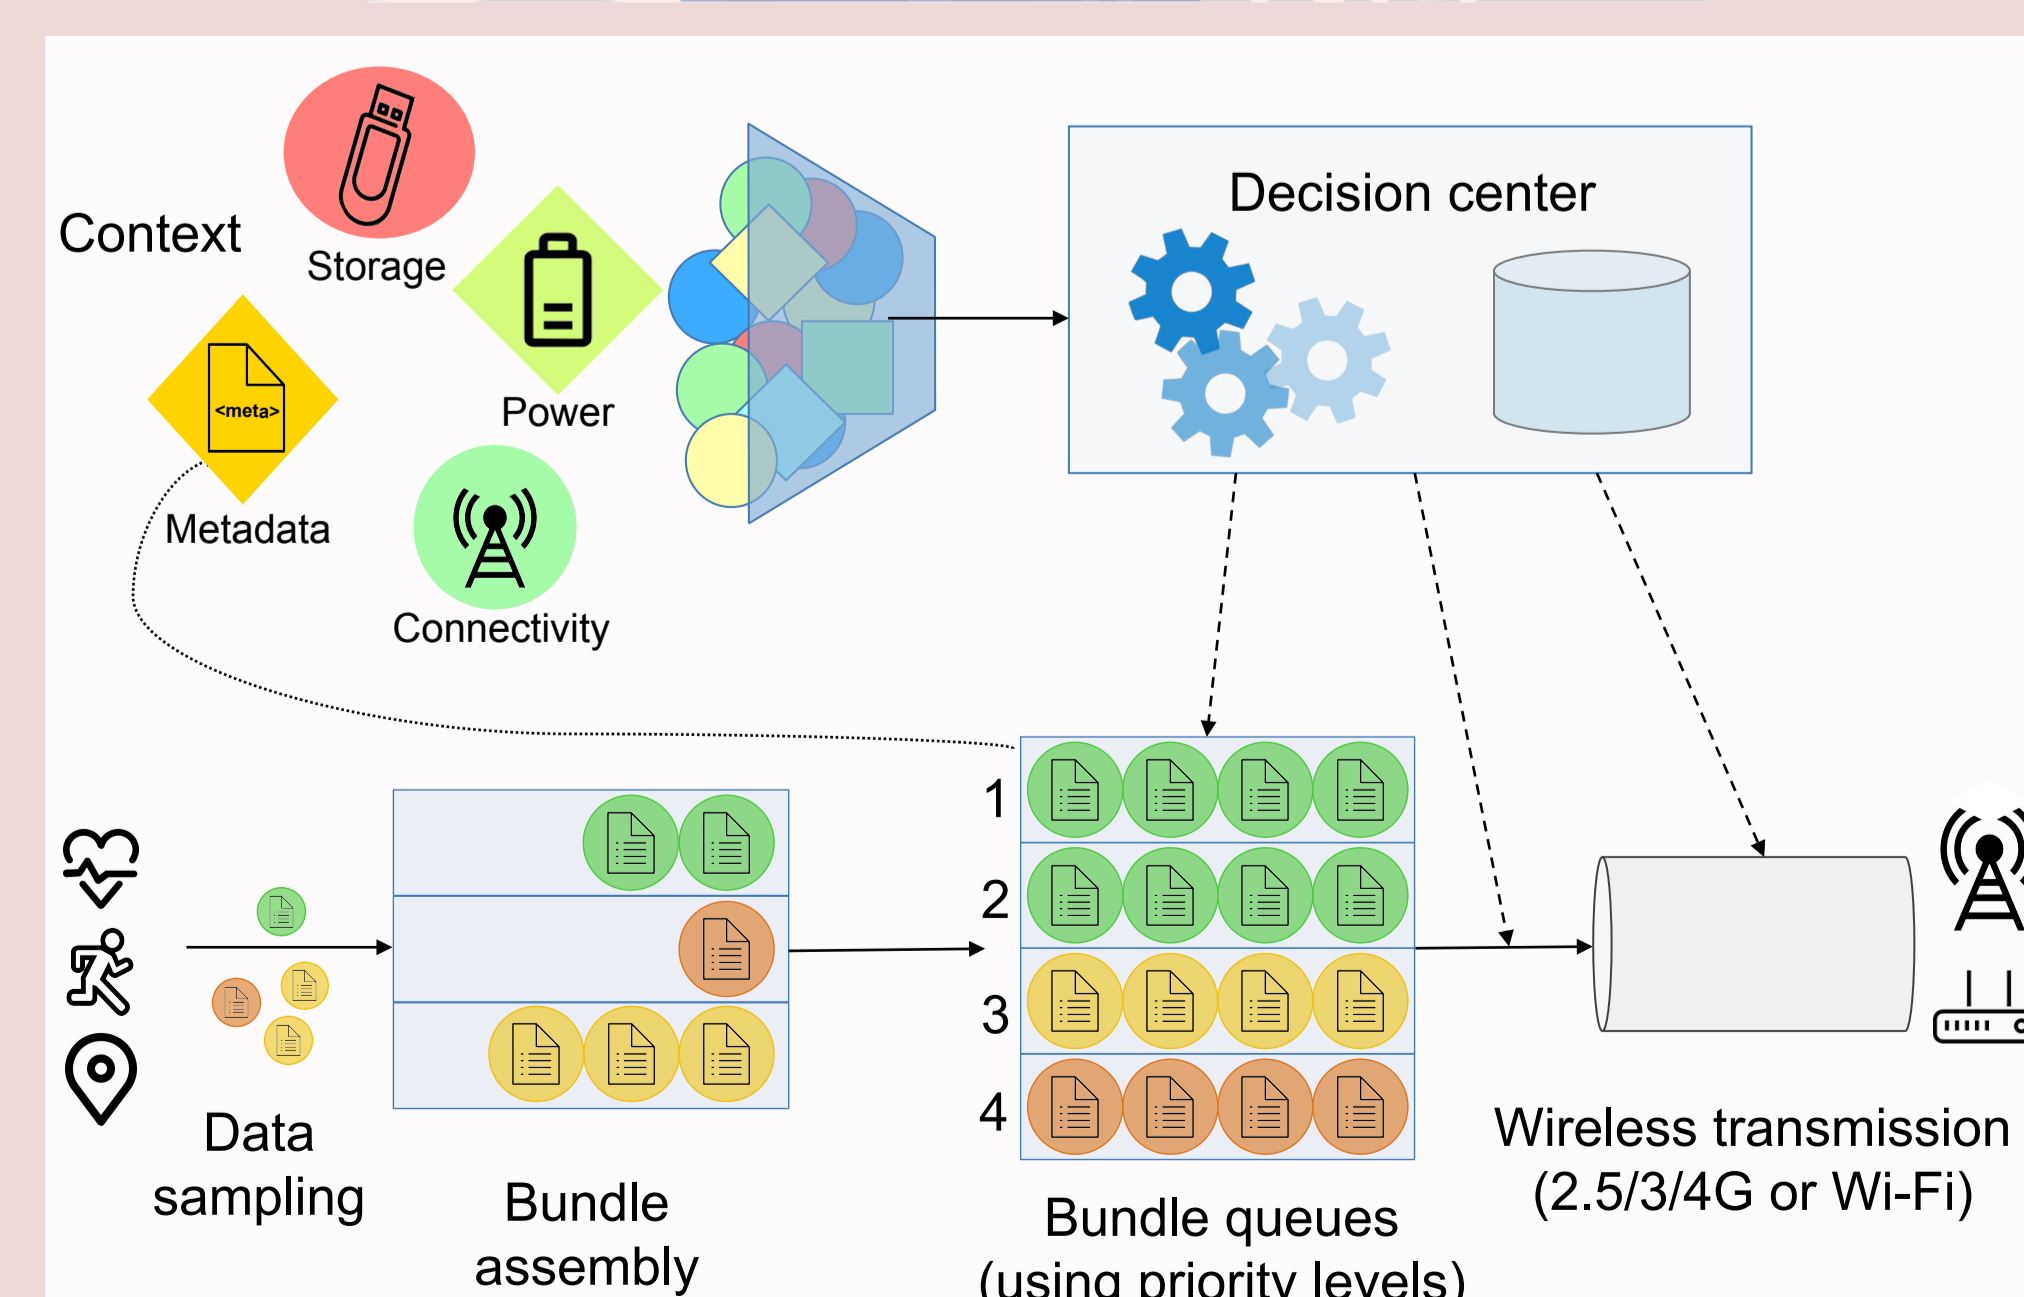 Context
Storage
Power
<meta>
Metadata
Connectivity
Decision center
1
2
3
4
Data
sampling
Bundle
assembly
Bundle queues
(using priority levels)
Wireless transmission
(2.5/3/4G or Wi-Fi)